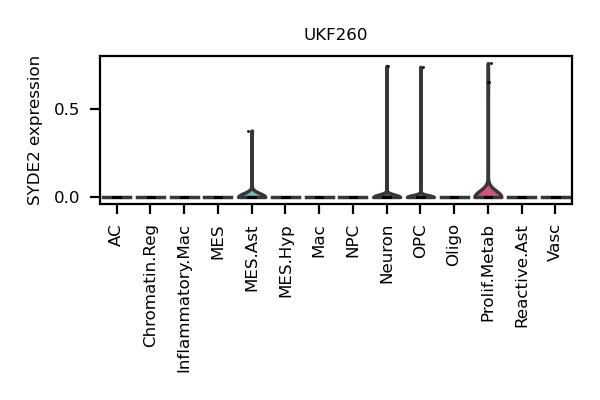 UKF260
SYDE2 expression
0.5
0.0
AC
Chromatin.Reg
Inflammatory.Mac
MES
MES.Ast
MES.Hyp
Mac
NPC
Neuron
OPC
Oligo
Prolif.Metab
Reactive.Ast
Vasc